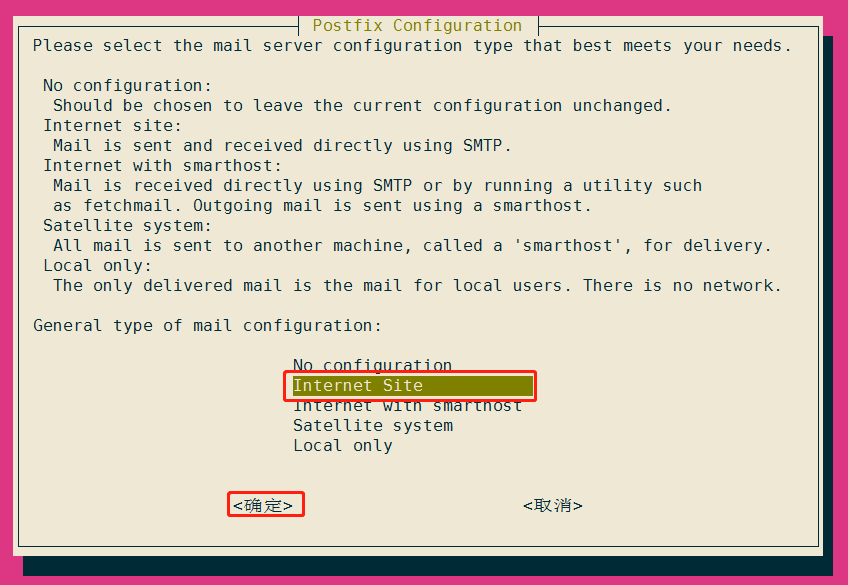 Postfix Configuration
Please select the mail server configuration type that best meets your needs.
No configuration:
Should be chosen to leave the current configuration unchanged.
Internet site:
Mail is sent and received directly using SMTP.
Internet with smarthost:
Mail is received directly using SMTP or by running a utility such
as fetchmail. Outgoing mail is sent using a smarthost.
Satellite system:
All mail is sent to another machine, called a 'smarthost', for delivery.
Local only:
The only delivered mail is the mail for local users. There is no network.
General type of mail configuration:
No configuration
Internet Site
Internet with smarthost
Satellite system
Local only
<确定> <取消>